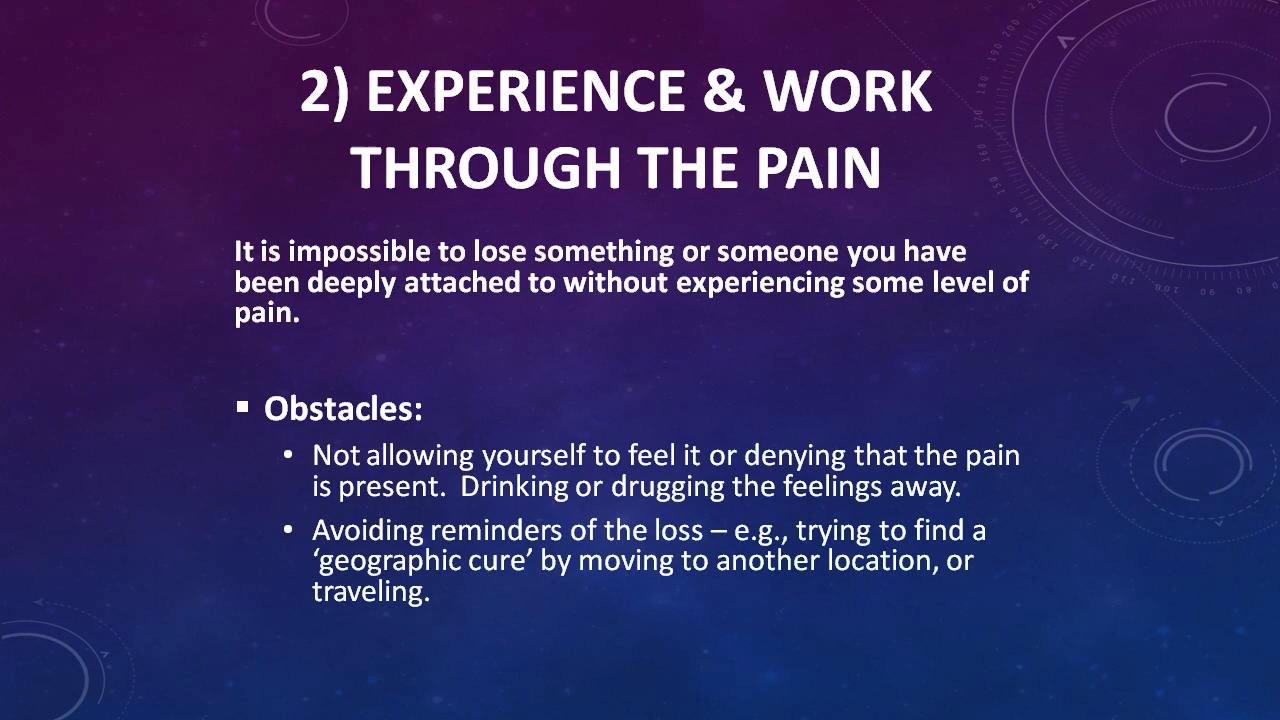 2) EXPERIENCE & WORK
THROUGH THE PAIN
It is impossible to lose something or someone you have
been deeply attached to without experiencing some level of
pain.
▪ Obstacles:
• Not allowing yourself to feel it or denying that the pain
is present.  Drinking or drugging the feelings away.
• Avoiding reminders of the loss – e.g., trying to find a
‘geographic cure’ by moving to another location, or
traveling.